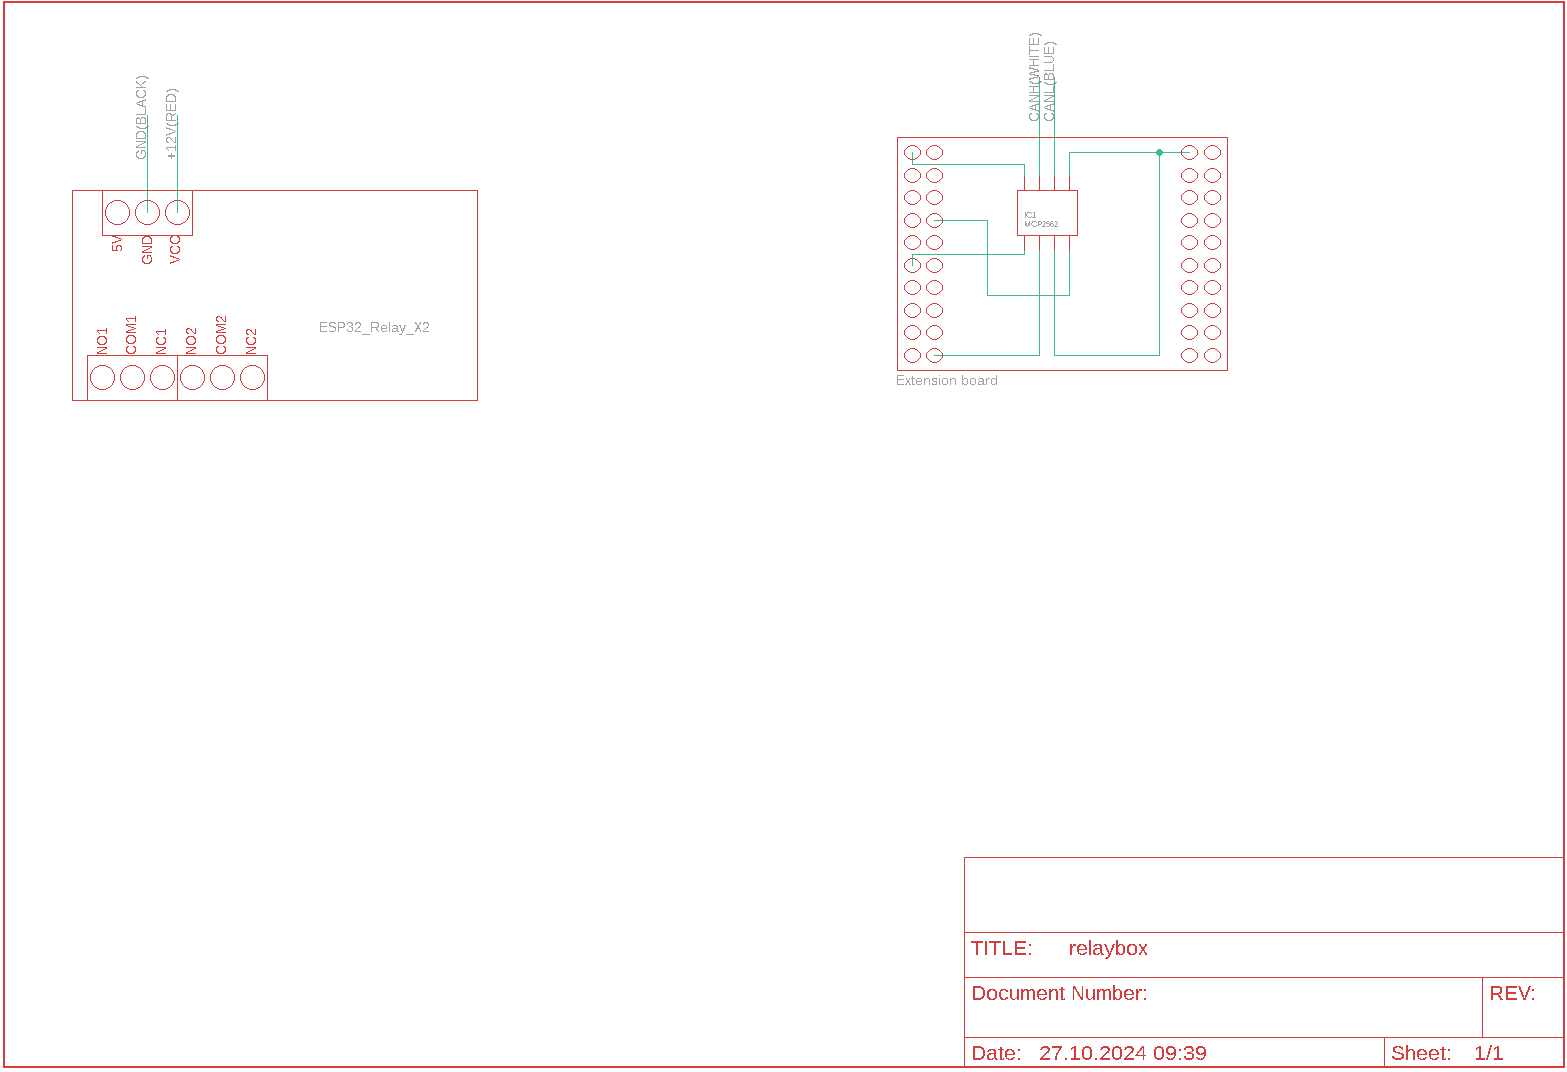 GND(BLACK)
+12V(RED)
CANH(WHITE)
CANL(BLUE)
5V
GND
VCC
NO1
COM1
NC1
NO2
COM2
NC2
ESP32_Relay_X2
IC1
MCP2562
Extension board
TITLE: relaybox
Document Number:
REV:
Date: 27.10.2024 09:39
Sheet: 1/1